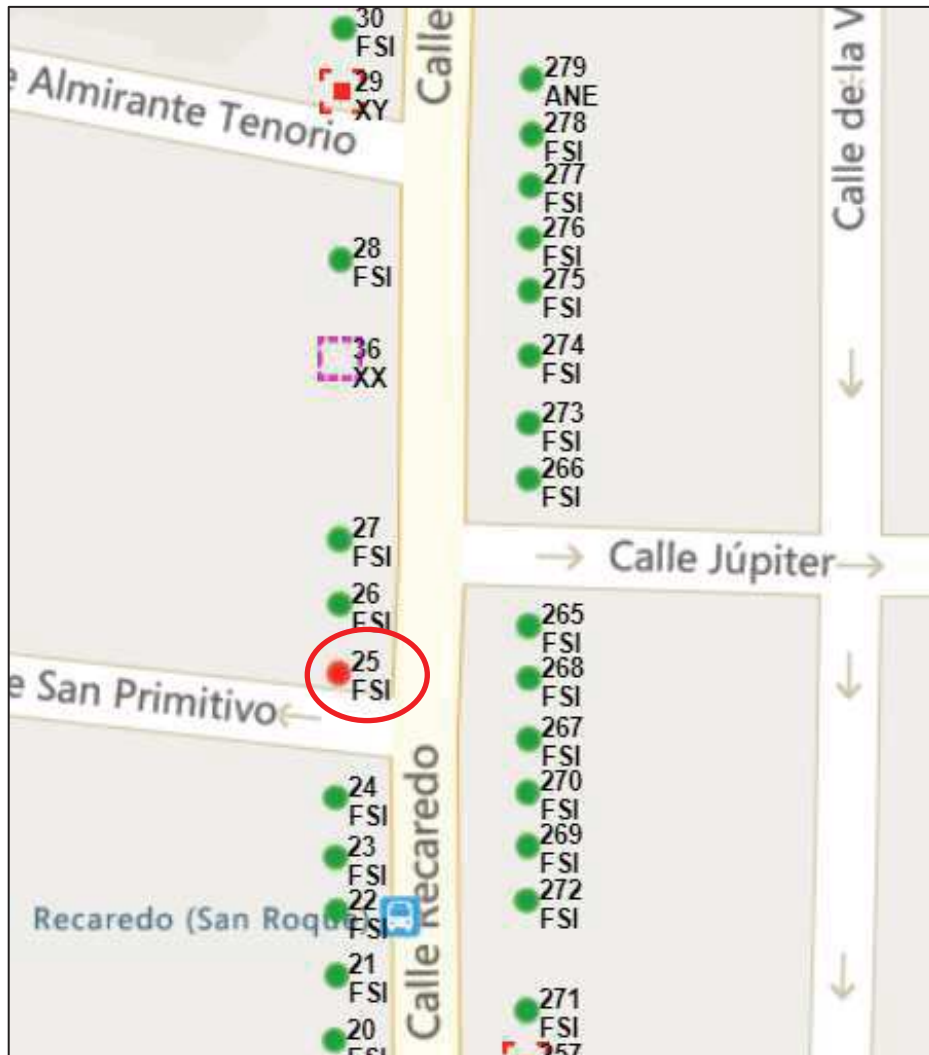 30
FSI
Calle
29
XY
279
ANE
Calle de la V
e Almirante Tenorio
278
FSI
277
FSI
276
FSI
28
FSI
275
FSI
36
XX
274
FSI
273
FSI
266
FSI
27
FSI
Calle Júpiter
26
FSI
265
FSI
25
FSI
268
FSI
e San Primitivo
267
FSI
24
FSI
270
FSI
23
FSI
269
FSI
Calle Recaredo
22
FSI
272
FSI
Recaredo (San Roque)
21
FSI
271
FSI
20
FSI
257